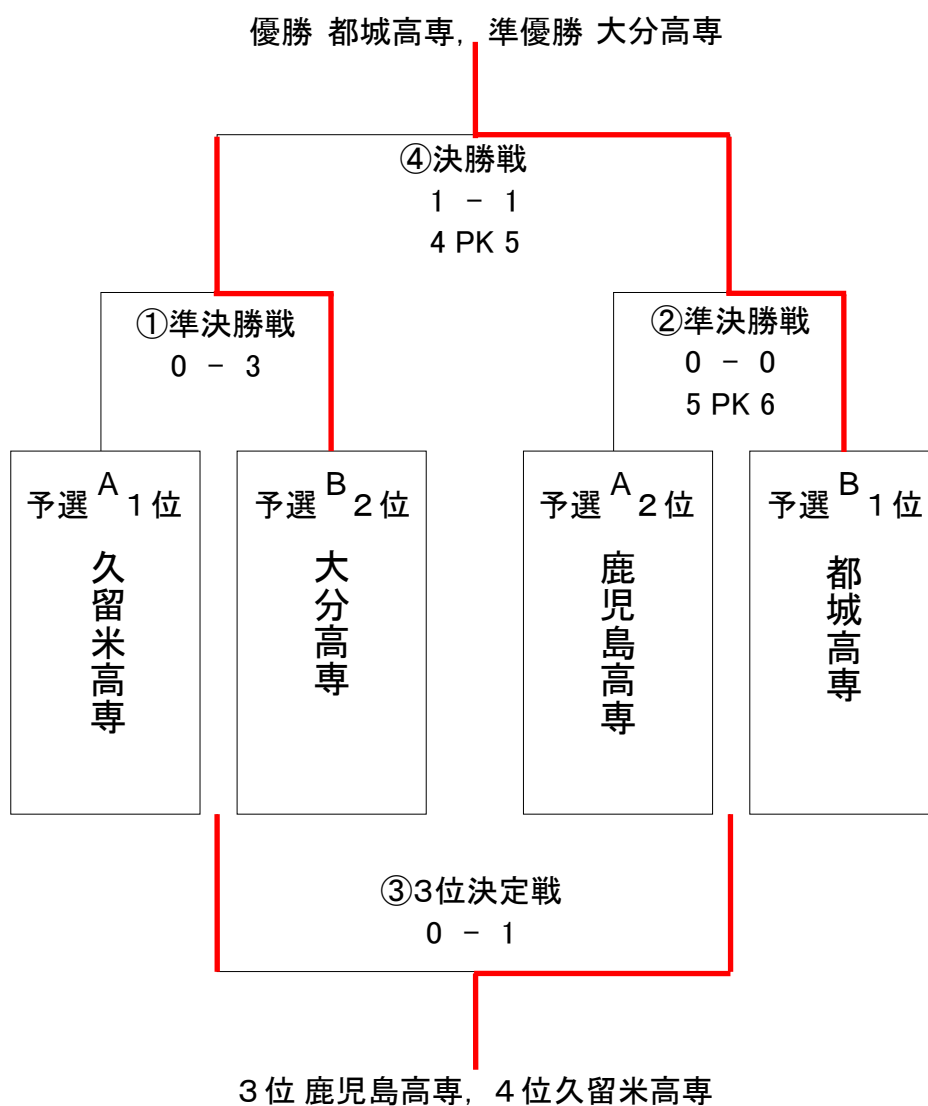 優勝 都城高専，準優勝 大分高専
④決勝戦
1 － 1
4 PK 5
①準決勝戦
0 － 3
②準決勝戦
0 － 0
5 PK 6
予選 A １位
久留米高専
予選 B ２位
大分高専
予選 A ２位
鹿児島高専
予選 B １位
都城高専
③３位決定戦
0 － 1
３位 鹿児島高専，４位久留米高専